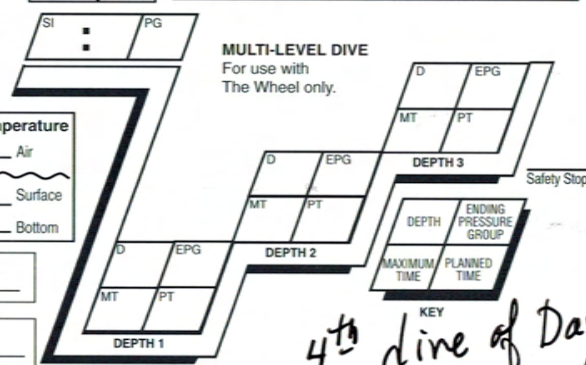 SI : PG
MULTI-LEVEL DIVE
For use with
The Wheel only.
D EPG
MT PT
DEPTH 3
Safety Stop
D EPG
MT PT
DEPTH 2
D EPG
MT PT
DEPTH 1
perature
Air
Surface
Bottom
DEPTH
ENDING
PRESSURE
GROUP
MAXIMUM
TIME
PLANNED
TIME
KEY
4th dive of Da